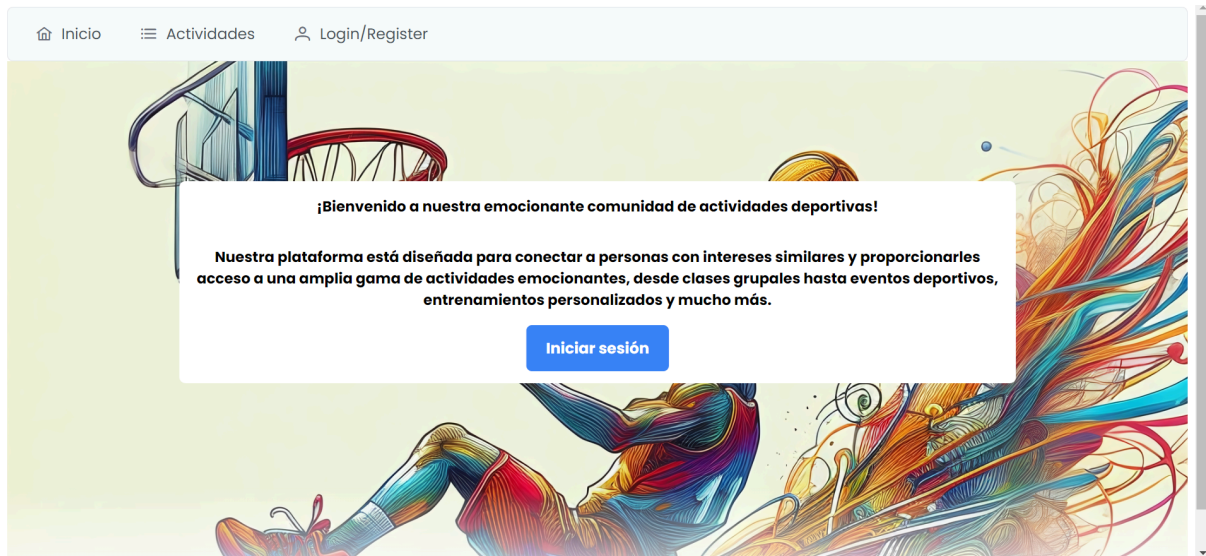 Inicio Actividades Login/Register
¡Bienvenido a nuestra emocionante comunidad de actividades deportivas!
Nuestra plataforma está diseñada para conectar a personas con intereses similares y proporcionarles
acceso a una amplia gama de actividades emocionantes, desde clases grupales hasta eventos deportivos,
entrenamientos personalizados y mucho más.
Iniciar sesión